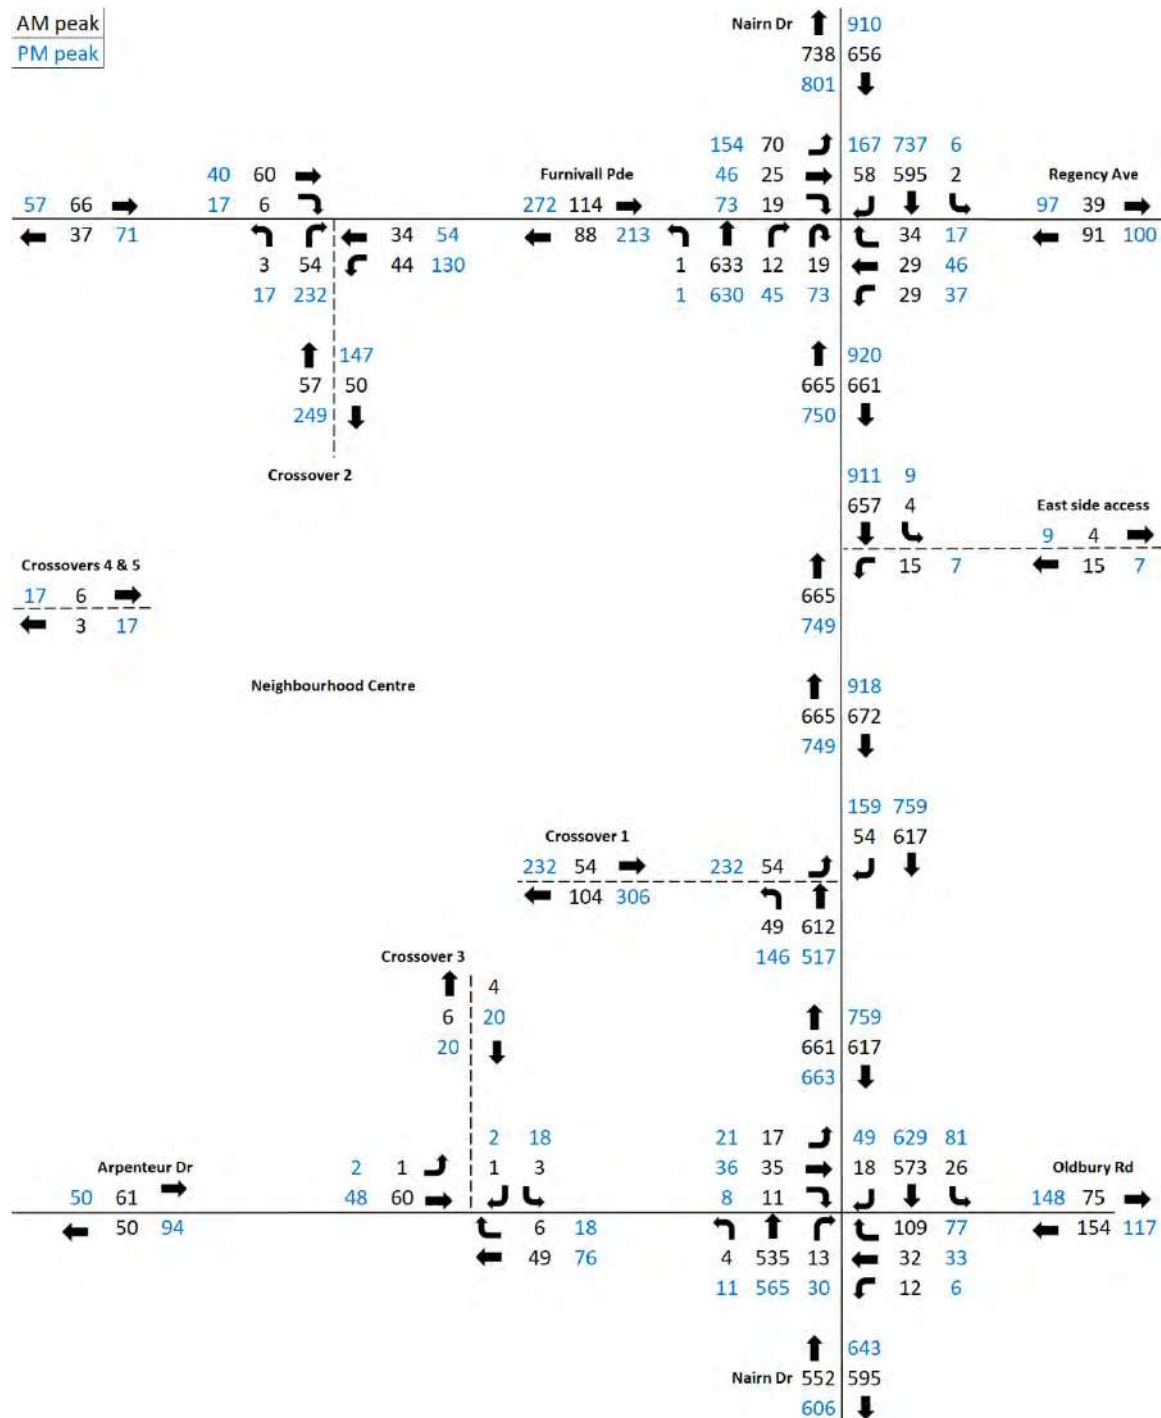 AM peak
PM peak
Nairn Dr 910
738 656
801
154 70 167 737 6
40 60 Furnivall Pde 46 25 58 595 2 Regency Ave
57 66 17 6 272 114 73 19 97 39
37 71 34 54 88 213 34 17 91 100
3 54 44 130 1 633 12 19 29 46
17 232 1 630 45 73 29 37
147 920
57 50 665 661
249 750
Crossover 2 911 9
657 4 East side access
9 4
Crossovers 4 & 5 15 7 15 7
17 6 665
3 17 749
Neighbourhood Centre 918
665 672
749
159 759
Crossover 1 54 617
232 54 232 54
104 306
49 612
Crossover 3 146 517
4
6 20 759
20 661 617
663
2 18 21 17 49 629 81
Arpenteur Dr 2 1 1 3 36 35 18 573 26 Oldbury Rd
50 61 48 60 8 11 148 75
50 94 6 18 109 77 154 117
49 76 4 535 13 32 33
11 565 30 12 6
643
Nairn Dr 552 595
606